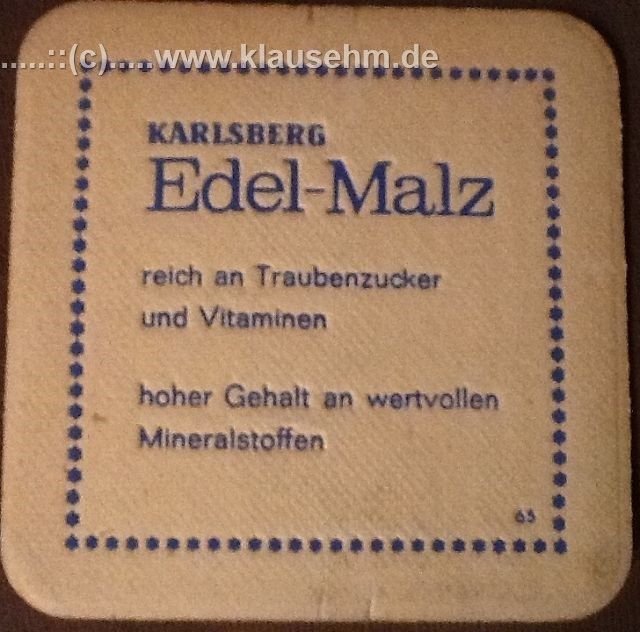 .....::(c).....www.klausehm.de
KARLSBERG
Edel-Malz
reich an Traubenzucker
und Vitaminen
hoher Gehalt an wertvollen
Mineralstoffen
65